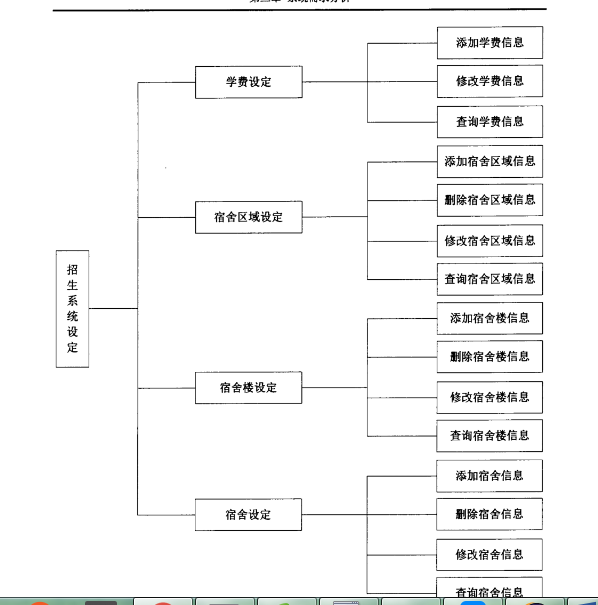 招生系统设定
学费设定
添加学费信息
修改学费信息
查询学费信息
宿舍区域设定
添加宿舍区域信息
删除宿舍区域信息
修改宿舍区域信息
查询宿舍区域信息
宿舍楼设定
添加宿舍楼信息
删除宿舍楼信息
修改宿舍楼信息
查询宿舍楼信息
宿舍设定
添加宿舍信息
删除宿舍信息
修改宿舍信息
查询宿舍信息